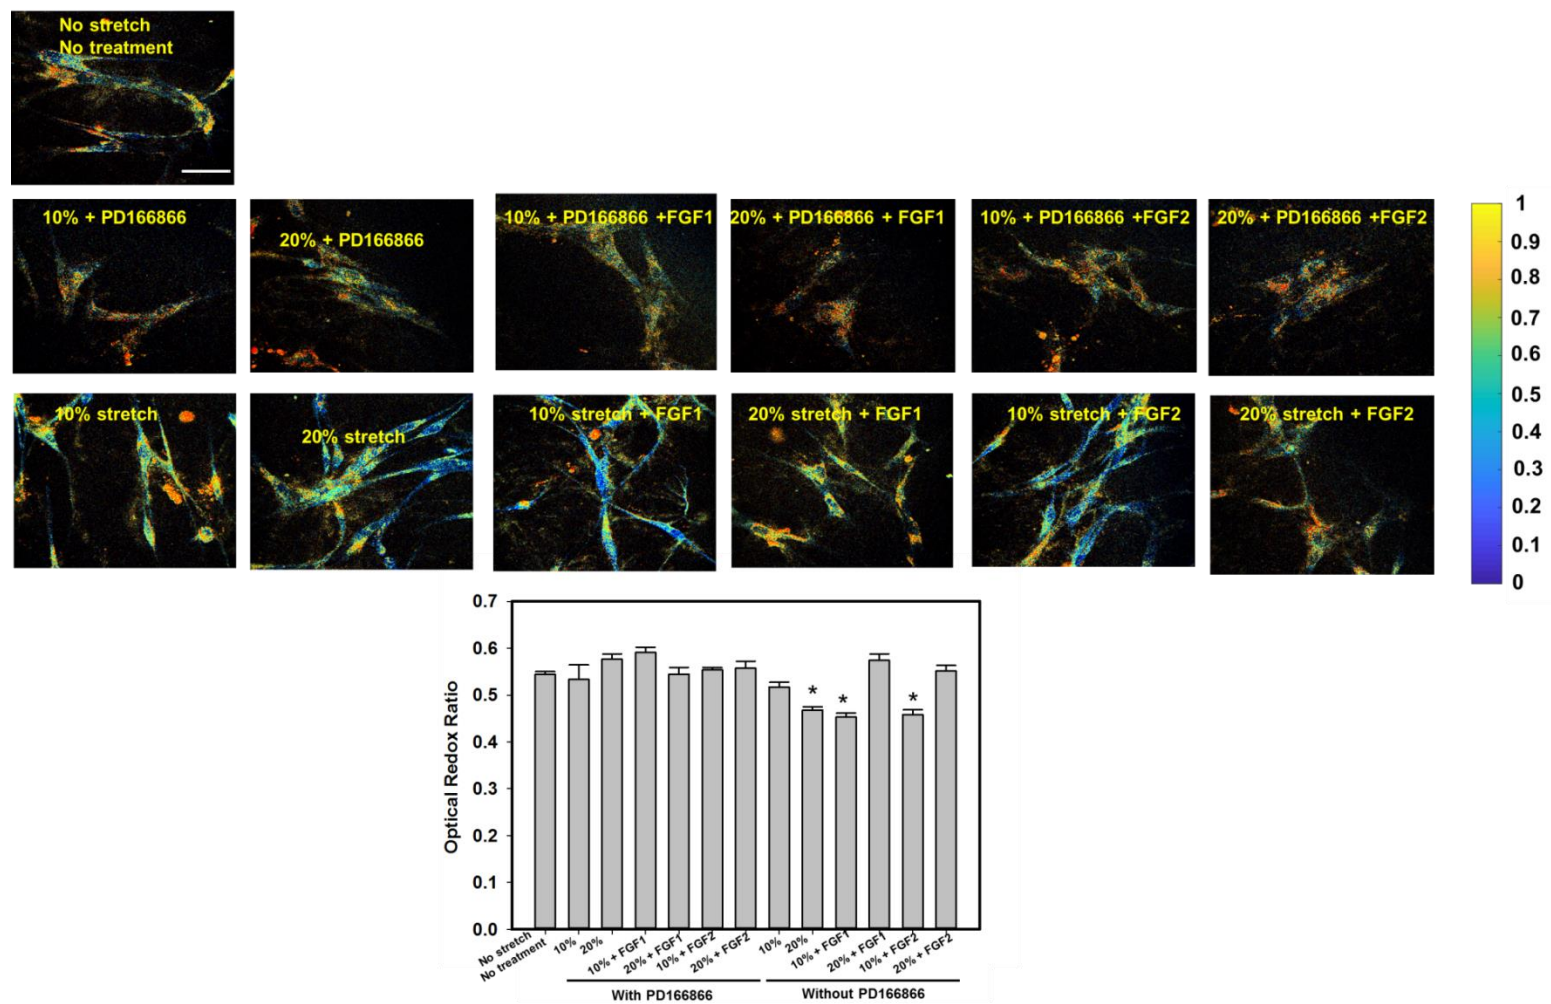 No stretch
No treatment
10% + PD166866
20% + PD166866
10% + PD166866 +FGF1
20% + PD166866 + FGF1
10% + PD166866 +FGF2
20% + PD166866 +FGF2
10% stretch
20% stretch
10% stretch + FGF1
20% stretch + FGF1
10% stretch + FGF2
20% stretch + FGF2
1
0.9
0.8
0.7
0.6
0.5
0.4
0.3
0.2
0.1
0
Optical Redox Ratio
0.7
0.6
0.5
0.4
0.3
0.2
0.1
0.0
* * *
No stretch
No treatment
10%
20%
10% + FGF1
20% + FGF1
10% + FGF2
20% + FGF2
10%
20%
10% + FGF1
20% + FGF1
10% + FGF2
20% + FGF2
With PD166866
Without PD166866